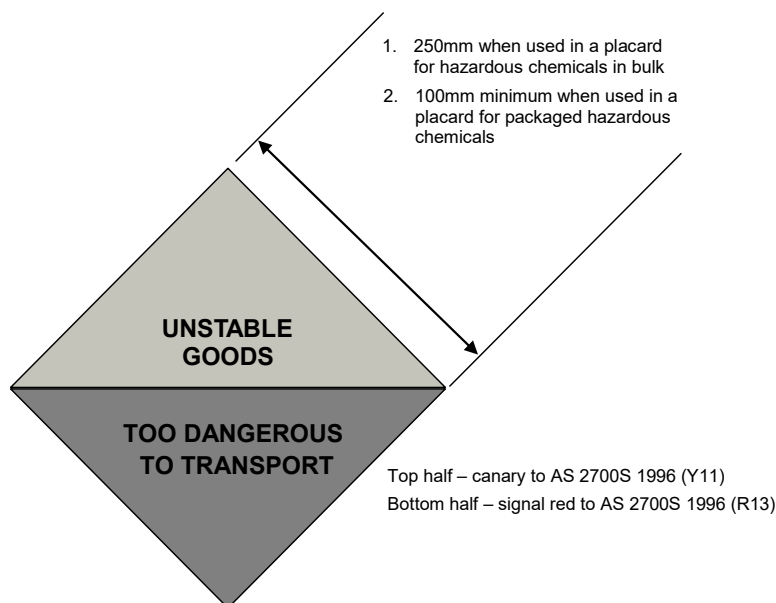 1. 250mm when used in a placard
for hazardous chemicals in bulk
2. 100mm minimum when used in a
placard for packaged hazardous
chemicals
UNSTABLE
GOODS
TOO DANGEROUS
TO TRANSPORT
Top half – canary to AS 2700S 1996 (Y11)
Bottom half – signal red to AS 2700S 1996 (R13)